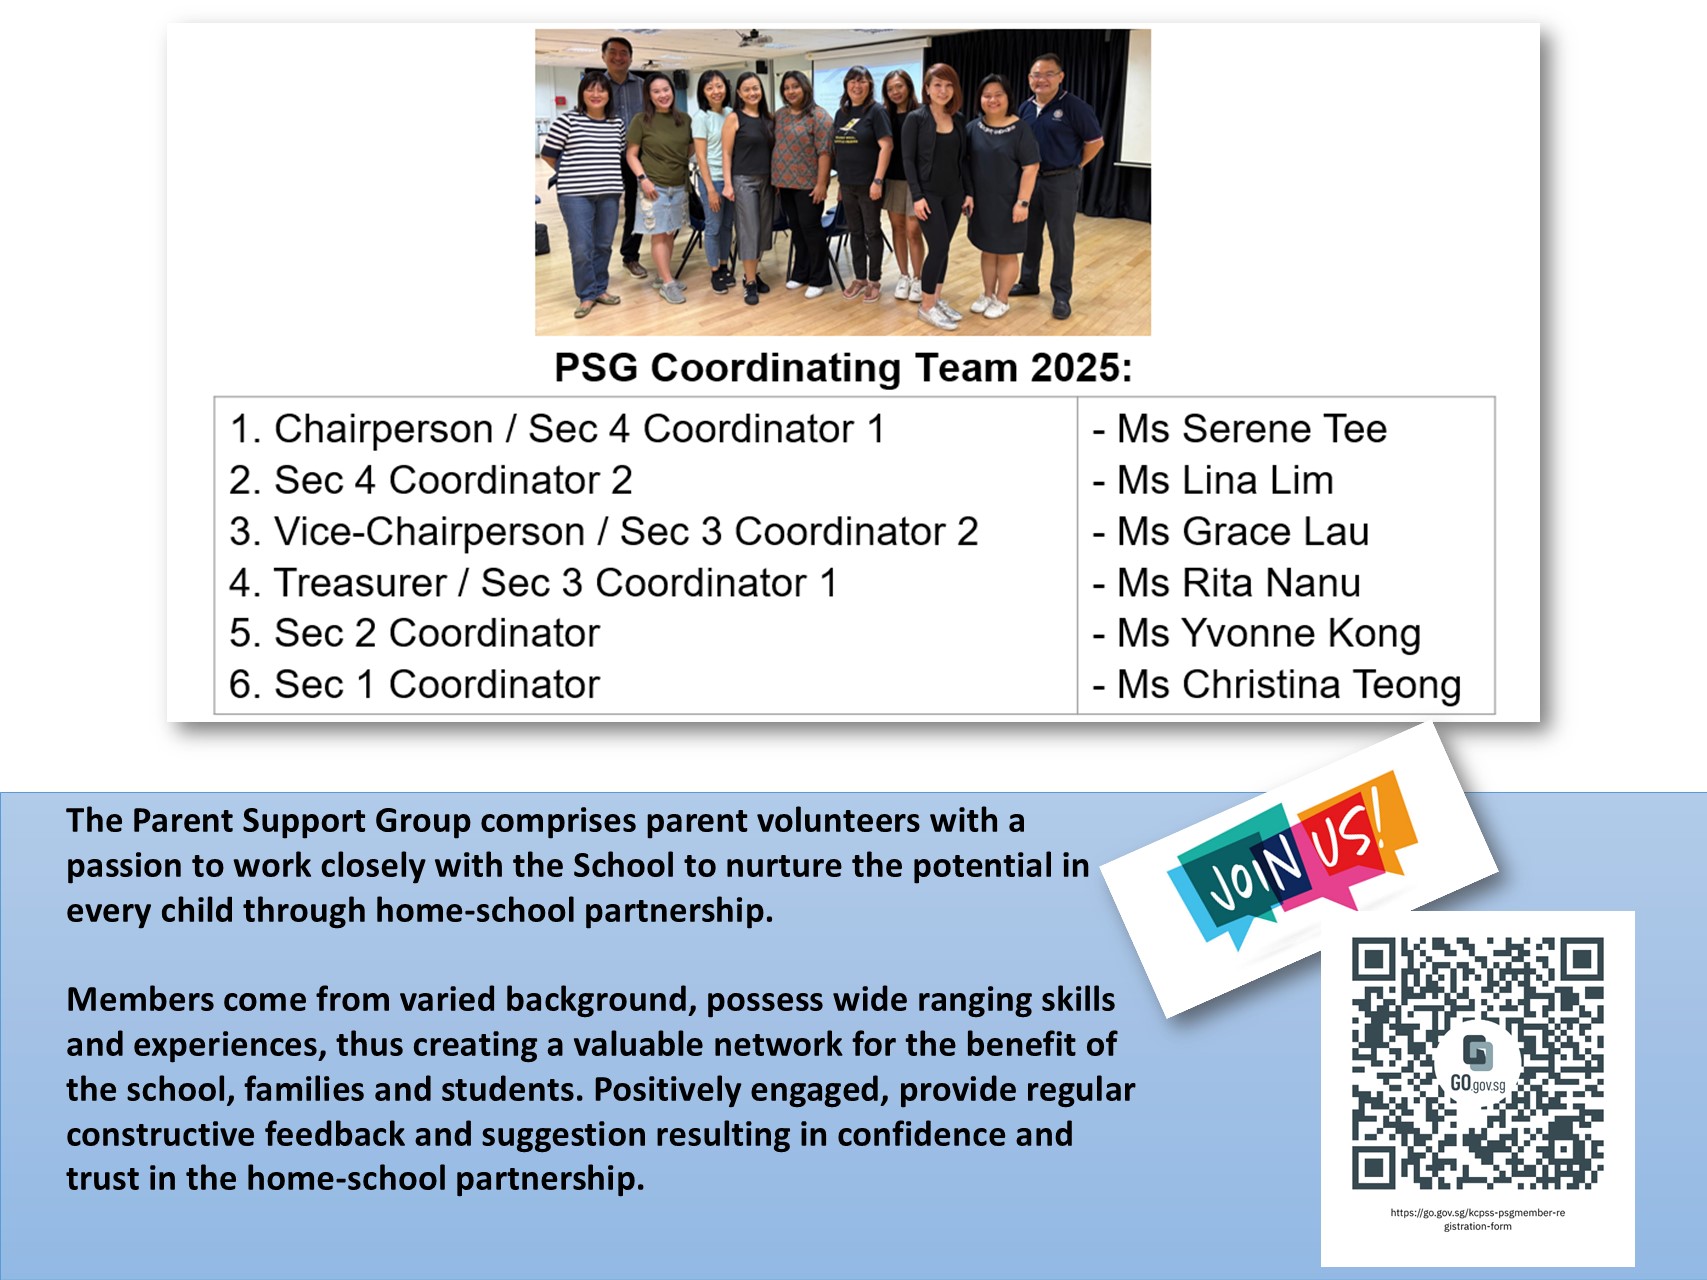 PSG Coordinating Team 2025:
1. Chairperson / Sec 4 Coordinator 1 - Ms Serene Tee
2. Sec 4 Coordinator 2 - Ms Lina Lim
3. Vice-Chairperson / Sec 3 Coordinator 2 - Ms Grace Lau
4. Treasurer / Sec 3 Coordinator 1 - Ms Rita Nanu
5. Sec 2 Coordinator - Ms Yvonne Kong
6. Sec 1 Coordinator - Ms Christina Teong
The Parent Support Group comprises parent volunteers with a
passion to work closely with the School to nurture the potential in
every child through home-school partnership.
Members come from varied background, possess wide ranging skills
and experiences, thus creating a valuable network for the benefit of
the school, families and students. Positively engaged, provide regular
constructive feedback and suggestion resulting in confidence and
trust in the home-school partnership.
JOIN US!
GO.gov.sg
https://go.gov.sg/kcpss-psgmember-re
gistration-form